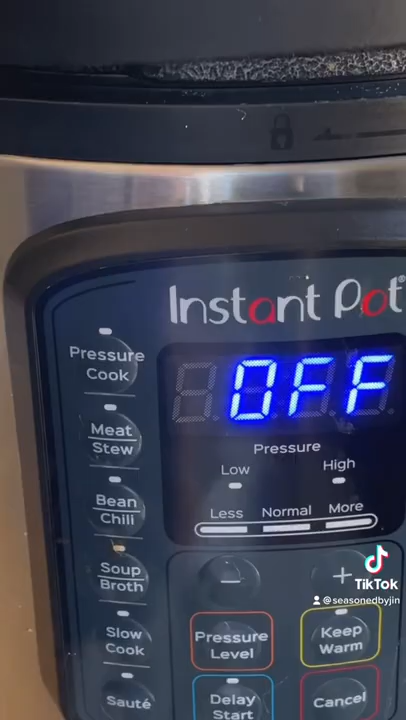 Instant Pot®
OFF
Pressure
Low
High
Less
Normal
More
Pressure
Cook
Meat
Stew
Bean
Chili
Soup
Broth
Slow
Cook
Sauté
−
+
Pressure
Level
Keep
Warm
Delay
Start
Cancel
TikTok
@seasonedbyjin